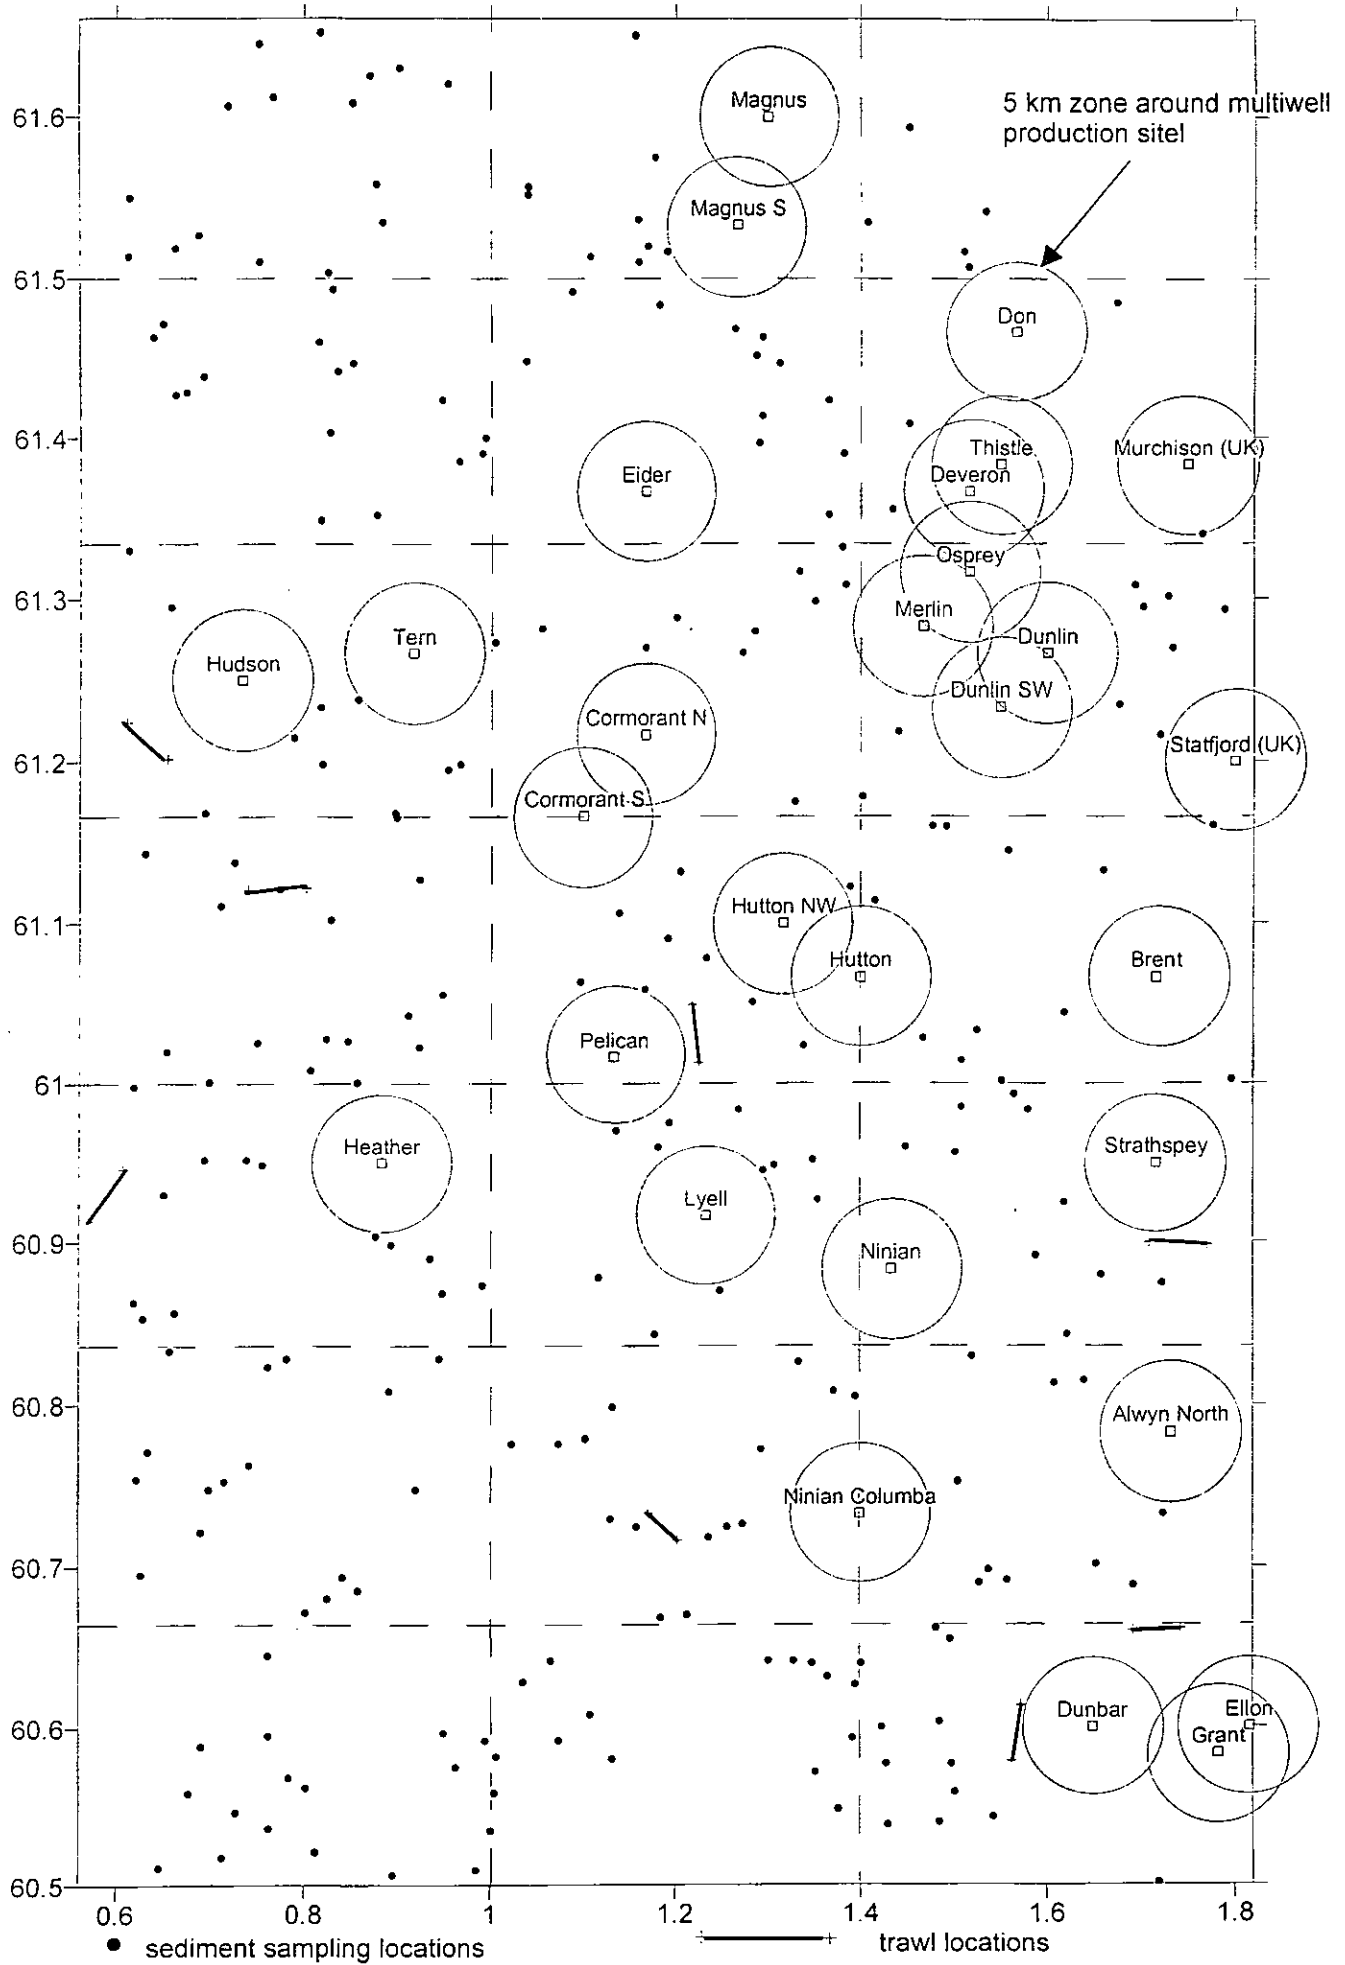 61.6
Magnus
5 km zone around multiwell
production sitel
Magnus S
61.5
Don
61.4
Thistle
Murchison (UK)
Eider
Deveron
Osprey
61.3
Merlin
Tern
Dunlin
Hudson
Dunlin SW
Cormorant N
61.2
Statfjord (UK)
Cormorant S
61.1
Hutton NW
Hutton
Brent
Pelican
61
Heather
Strathspey
Lyell
60.9
Ninian
60.8
Alwyn North
Ninian Columba
60.7
60.6
Dunbar
Ellon
Grant
60.5
0.6
0.8
1
1.2
1.4
1.6
1.8
sediment sampling locations
trawl locations